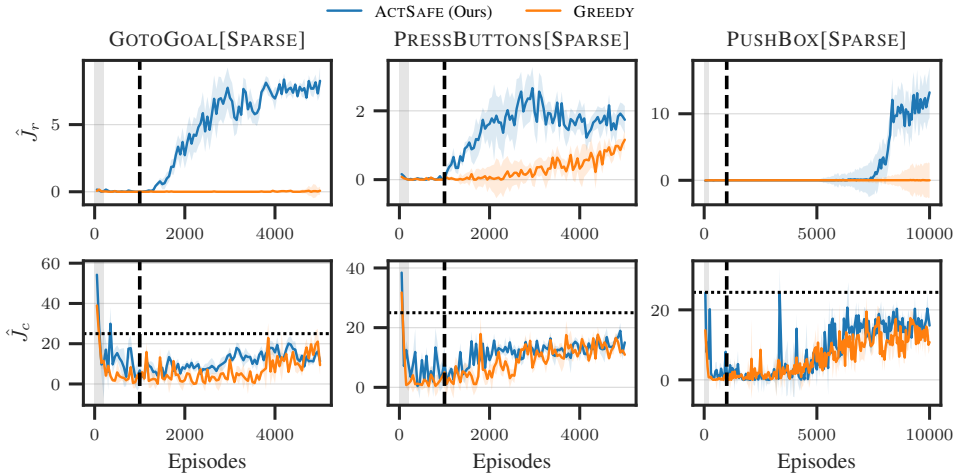 ACTSAFE (Ours) GREEDY
GOTOGOAL[SPARSE] PRESSBUTTONS[SPARSE] PUSHBOX[SPARSE]
Ĵr
5
0
0 2000 4000
2
0
0 2000 4000
10
0
0 5000 10000
Ĵc
60
40
20
0
0 2000 4000
40
20
0
0 2000 4000
20
0
0 5000 10000
Episodes Episodes Episodes